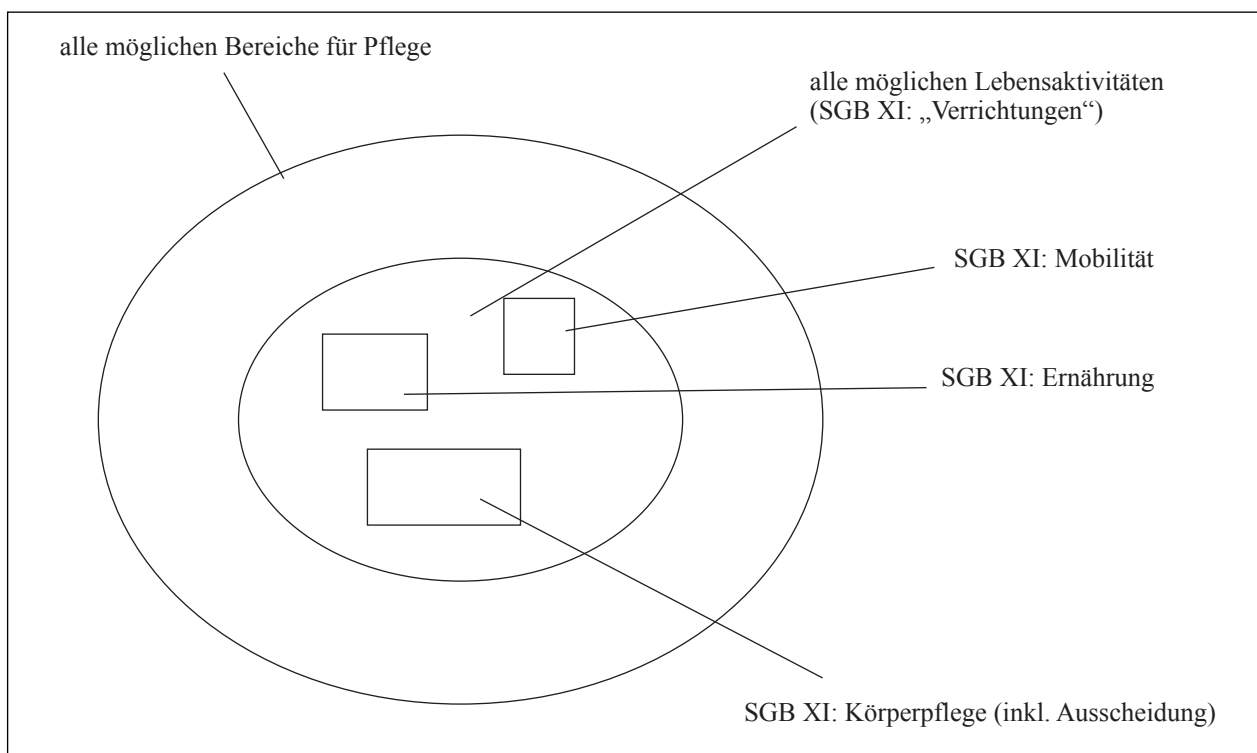 alle möglichen Bereiche für Pflege
alle möglichen Lebensaktivitäten
(SGB XI: „Verrichtungen“)
SGB XI: Mobilität
SGB XI: Ernährung
SGB XI: Körperpflege (inkl. Ausscheidung)